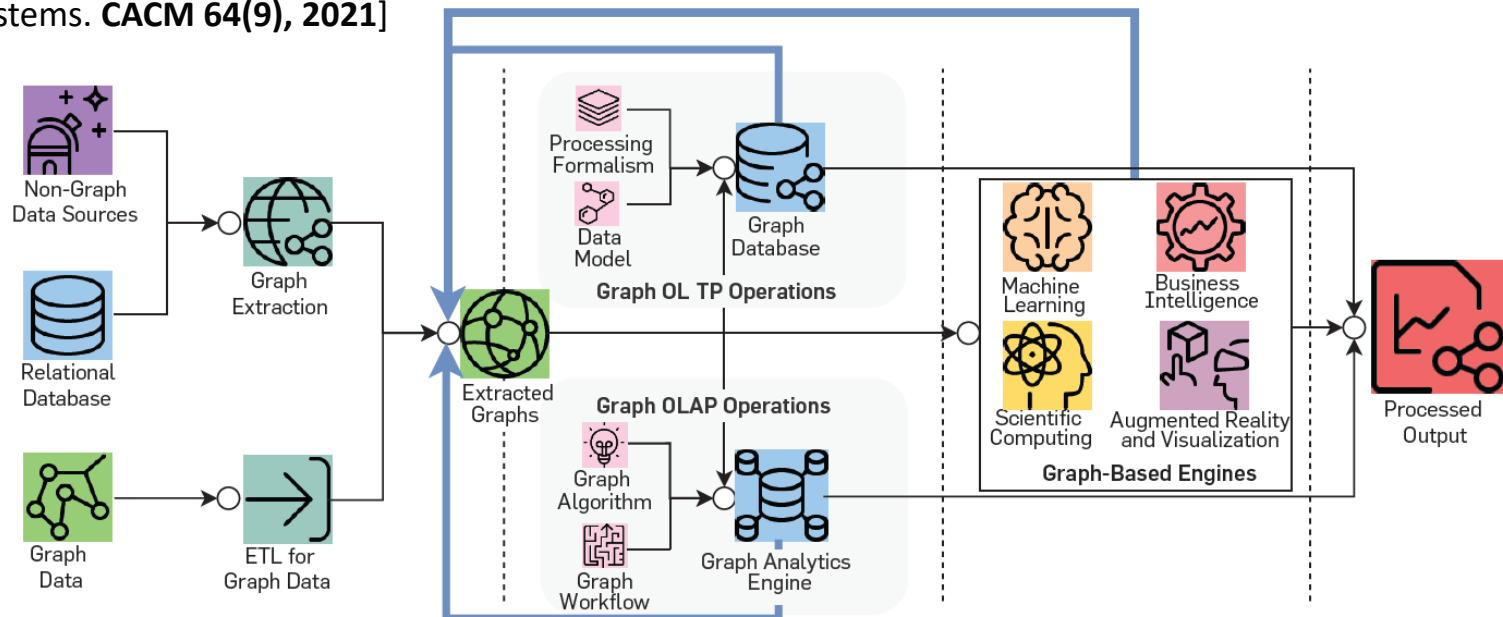 stems. CACM 64(9), 2021]
Non-Graph
Data Sources
Relational
Database
Graph
Data
Graph
Extraction
ETL for
Graph Data
Extracted
Graphs
Processing
Formalism
Data
Model
Graph
Database
Graph OL TP Operations
Graph OLAP Operations
Graph
Algorithm
Graph
Workflow
Graph Analytics
Engine
Machine
Learning
Business
Intelligence
Scientific
Computing
Augmented Reality
and Visualization
Graph-Based Engines
Processed
Output